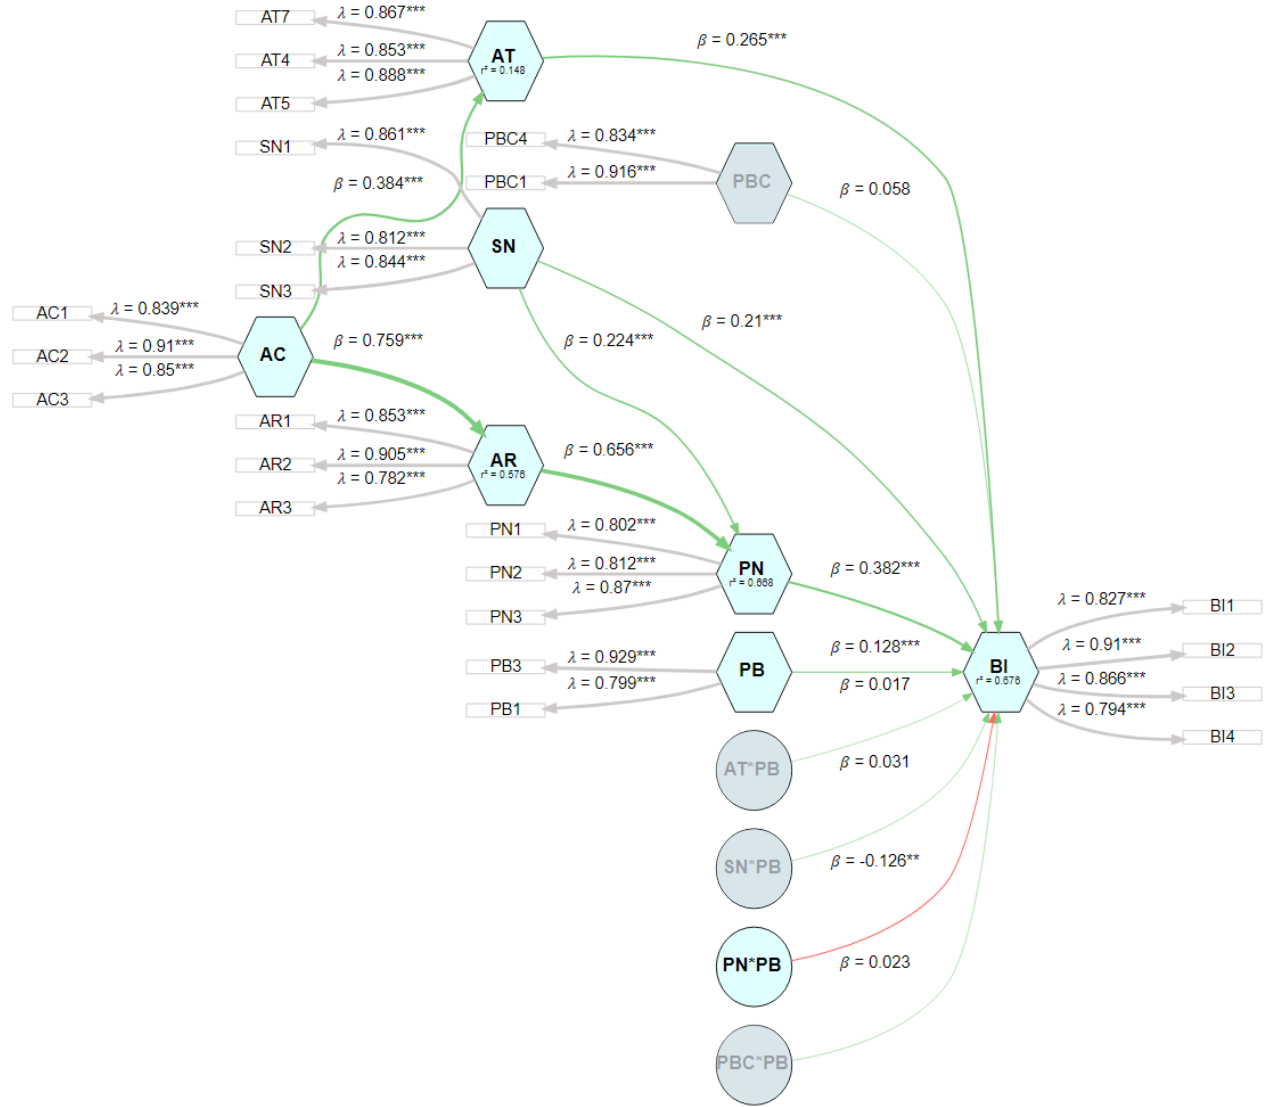 AT7
λ = 0.867***
AT4
λ = 0.853***
AT5
λ = 0.888***
AT
r² = 0.148
β = 0.265***
SN1
λ = 0.861***
PBC4
λ = 0.834***
PBC1
λ = 0.916***
PBC
β = 0.058
β = 0.384***
SN2
λ = 0.812***
SN3
λ = 0.844***
SN
β = 0.21***
β = 0.224***
AC1
λ = 0.839***
AC2
λ = 0.91***
AC3
λ = 0.85***
AC
β = 0.759***
AR1
λ = 0.853***
AR2
λ = 0.905***
AR3
λ = 0.782***
AR
r² = 0.576
β = 0.656***
PN1
λ = 0.802***
PN2
λ = 0.812***
PN3
λ = 0.87***
PN
r² = 0.668
β = 0.382***
PB3
λ = 0.929***
PB1
λ = 0.799***
PB
β = 0.128***
β = 0.017
BI
r² = 0.676
λ = 0.827***
BI1
λ = 0.91***
BI2
λ = 0.866***
BI3
λ = 0.794***
BI4
AT*PB
β = 0.031
SN*PB
β = -0.126**
PN*PB
β = 0.023
PBC*PB